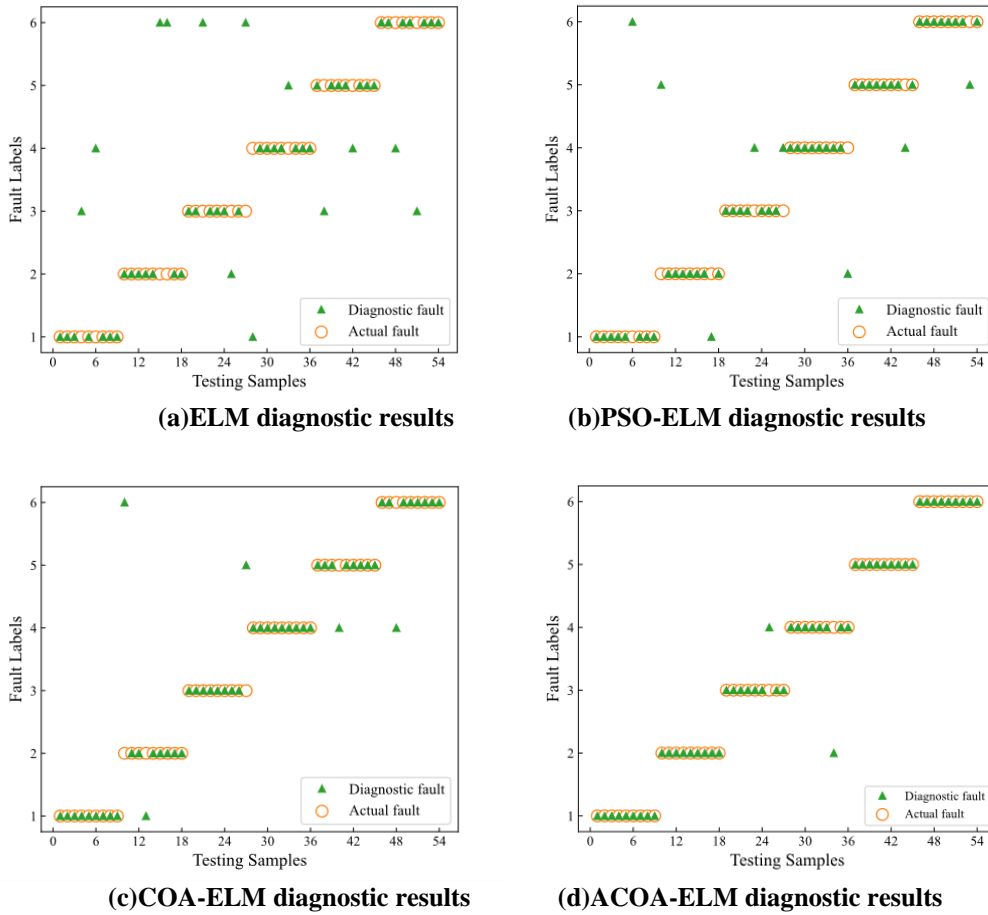 6
5
4
3
2
1
Fault Labels
0 6 12 18 24 30 36 42 48 54
Testing Samples
Diagnostic fault
Actual fault
(a)ELM diagnostic results
6
5
4
3
2
1
Fault Labels
0 6 12 18 24 30 36 42 48 54
Testing Samples
Diagnostic fault
Actual fault
(b)PSO-ELM diagnostic results
6
5
4
3
2
1
Fault Labels
0 6 12 18 24 30 36 42 48 54
Testing Samples
Diagnostic fault
Actual fault
(c)COA-ELM diagnostic results
6
5
4
3
2
1
Fault Labels
0 6 12 18 24 30 36 42 48 54
Testing Samples
Diagnostic fault
Actual fault
(d)ACOA-ELM diagnostic results